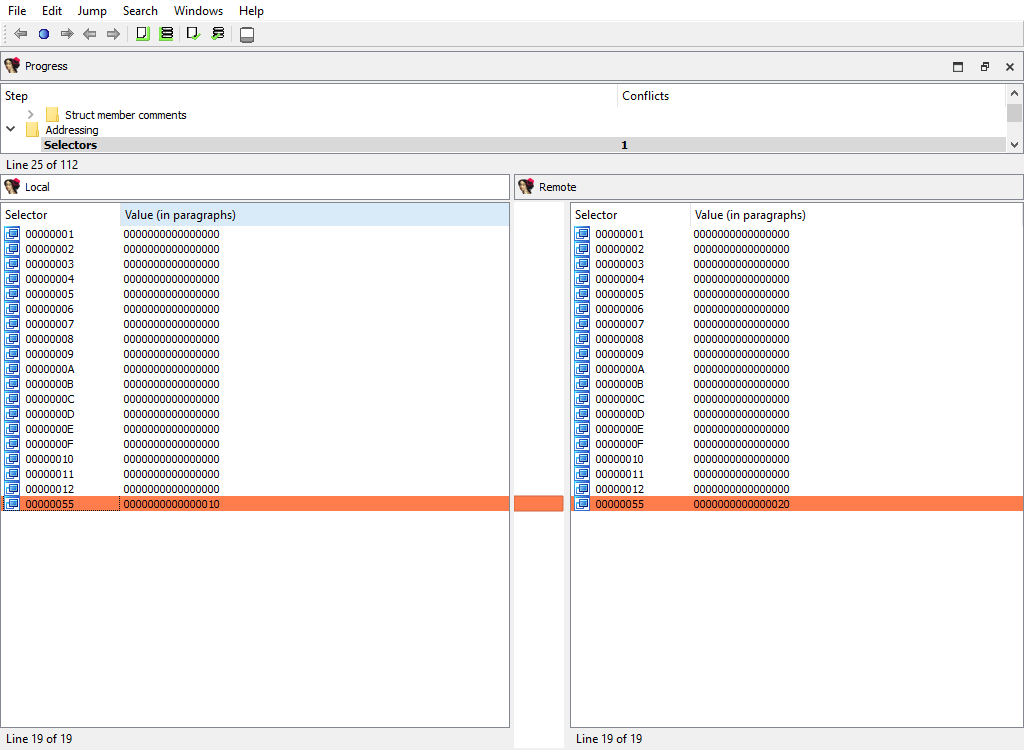 File Edit Jump Search Windows Help
Progress
Step Conflicts
Struct member comments
Addressing
Selectors 1
Line 25 of 112
Local Remote
Selector Value (in paragraphs) Selector Value (in paragraphs)
00000001 0000000000000000 00000001 0000000000000000
00000002 0000000000000000 00000002 0000000000000000
00000003 0000000000000000 00000003 0000000000000000
00000004 0000000000000000 00000004 0000000000000000
00000005 0000000000000000 00000005 0000000000000000
00000006 0000000000000000 00000006 0000000000000000
00000007 0000000000000000 00000007 0000000000000000
00000008 0000000000000000 00000008 0000000000000000
00000009 0000000000000000 00000009 0000000000000000
0000000A 0000000000000000 0000000A 0000000000000000
0000000B 0000000000000000 0000000B 0000000000000000
0000000C 0000000000000000 0000000C 0000000000000000
0000000D 0000000000000000 0000000D 0000000000000000
0000000E 0000000000000000 0000000E 0000000000000000
0000000F 0000000000000000 0000000F 0000000000000000
00000010 0000000000000000 00000010 0000000000000000
00000011 0000000000000000 00000011 0000000000000000
00000012 0000000000000000 00000012 0000000000000000
00000055 0000000000000010 00000055 0000000000000020
Line 19 of 19 Line 19 of 19